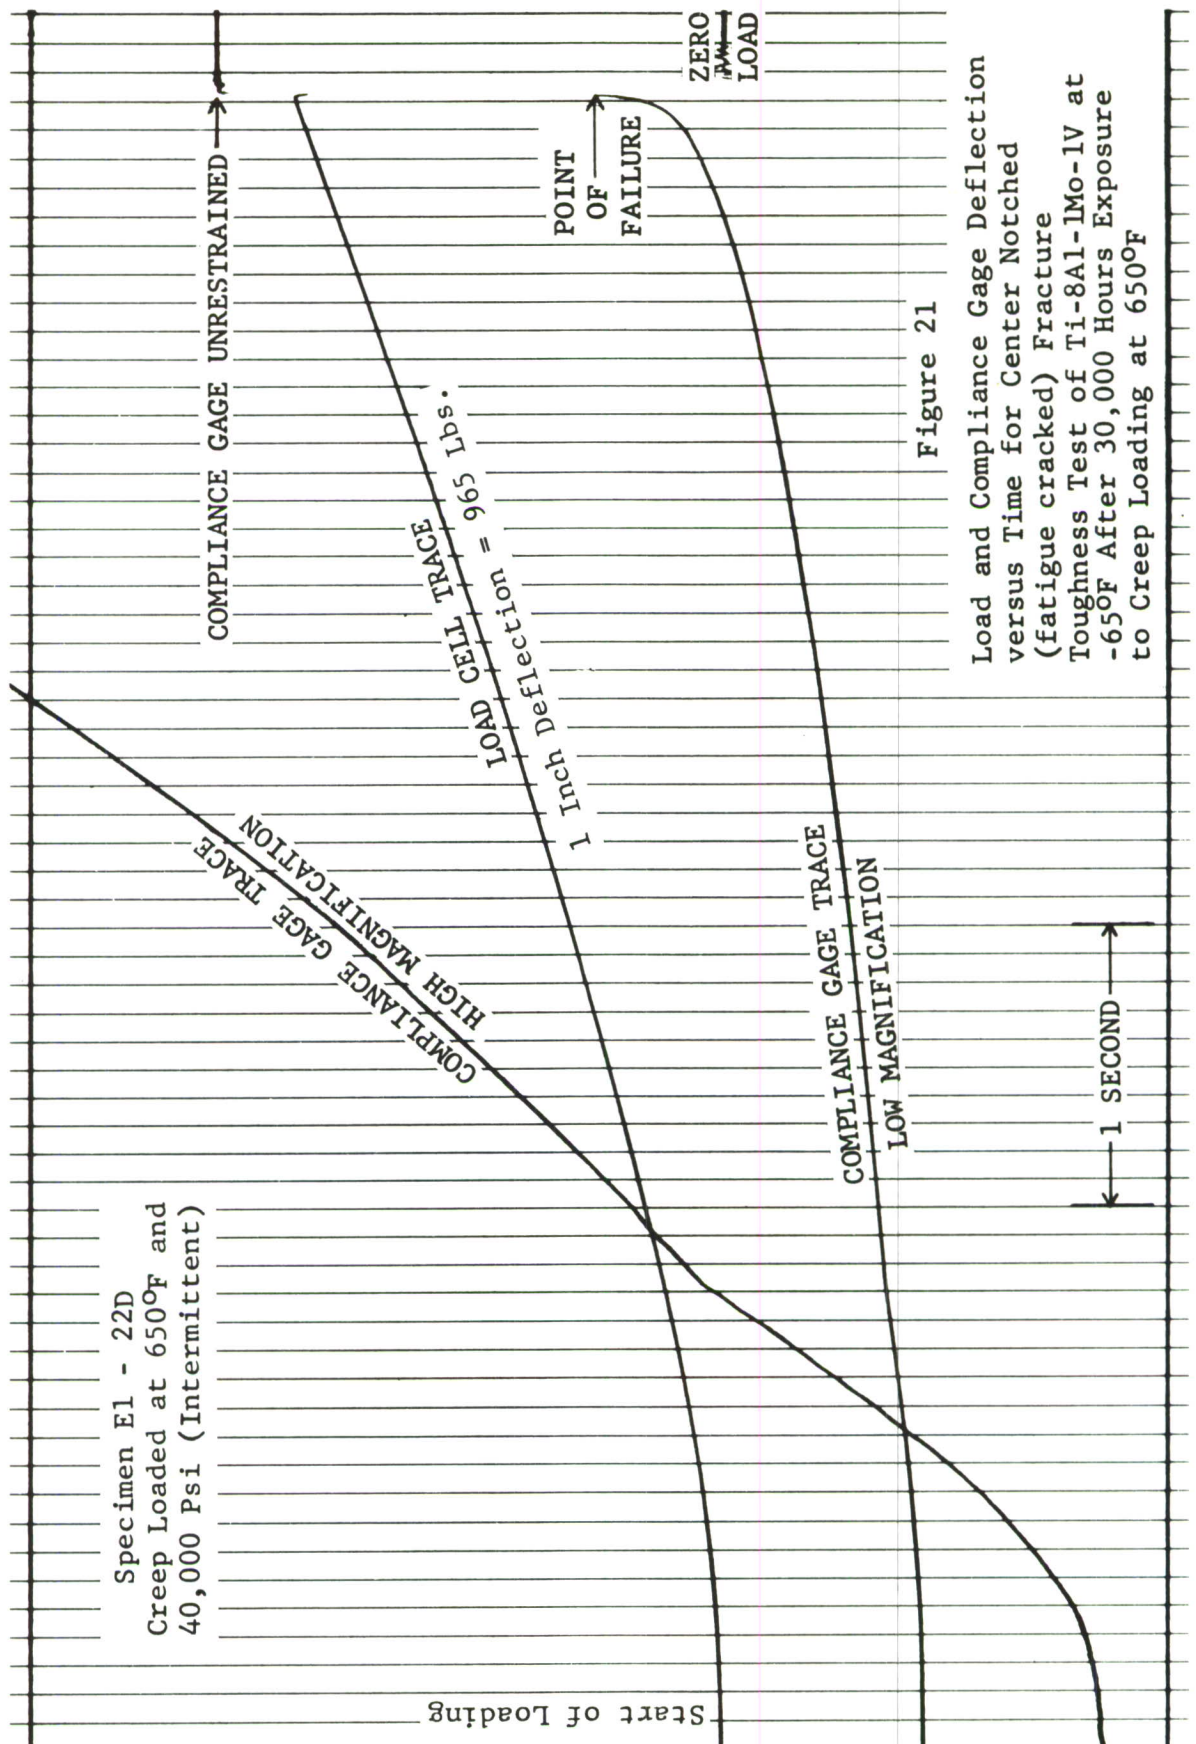 Specimen E1 - 22D
Creep Loaded at 650°F and
40,000 Psi (Intermittent)
COMPLIANCE GAGE UNRESTRAINED
COMPLIANCE GAGE TRACE
HIGH MAGNIFICATION
LOAD CELL TRACE
1 Inch Deflection = 965 Lbs.
POINT
OF
FAILURE
ZERO
LOAD
COMPLIANCE GAGE TRACE
LOW MAGNIFICATION
1 SECOND
Start of Loading
Figure 21
Load and Compliance Gage Deflection
versus Time for Center Notched
(fatigue cracked) Fracture
Toughness Test of Ti-8Al-1Mo-1V at
-65°F After 30,000 Hours Exposure
to Creep Loading at 650°F